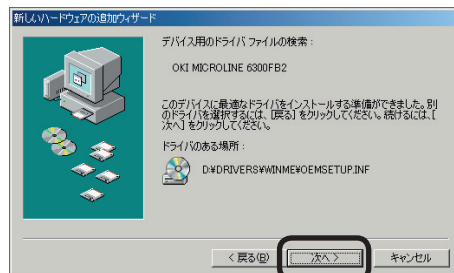 新しいハードウェアの追加ウィザード
デバイス用のドライバ ファイルの検索：
OKI MICROLINE 6300FB2
このデバイスに最適なドライバをインストールする準備ができました。別
のドライバを選択するには、[戻る] をクリックしてください。続けるには、[
次へ] をクリックしてください。
ドライバのある場所：
D:¥DRIVERS¥WINME¥OEMSETUP.INF
< 戻る(B)
次へ >
キャンセル